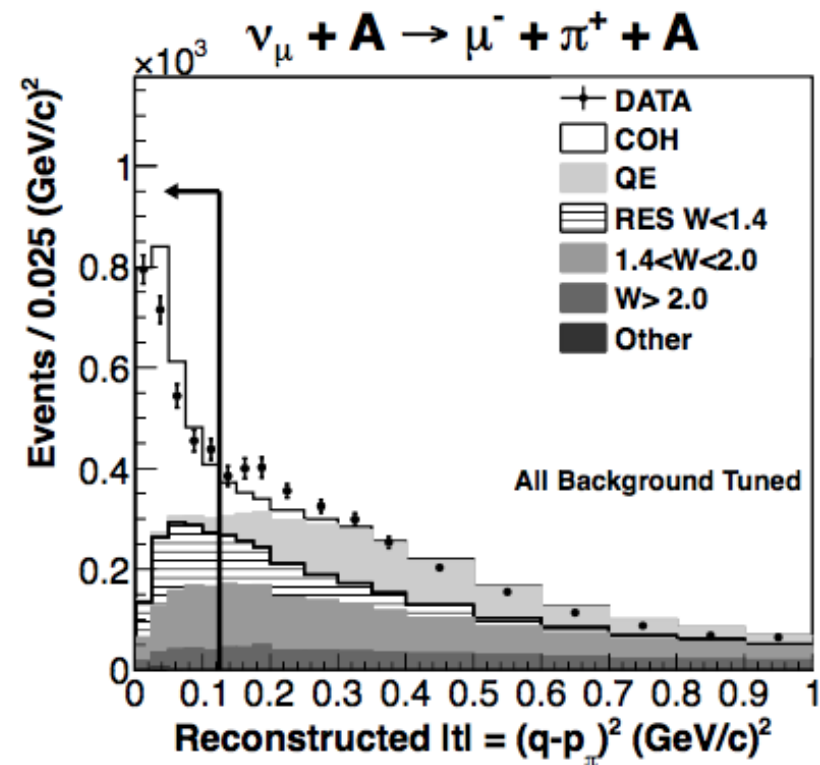 νμ + A → μ⁻ + π⁺ + A
×10³
Events / 0.025 (GeV/c)²
1
0.8
0.6
0.4
0.2
0
DATA
COH
QE
RES W<1.4
1.4<W<2.0
W> 2.0
Other
All Background Tuned
0 0.1 0.2 0.3 0.4 0.5 0.6 0.7 0.8 0.9 1
Reconstructed |t| = (q-pπ)² (GeV/c)²